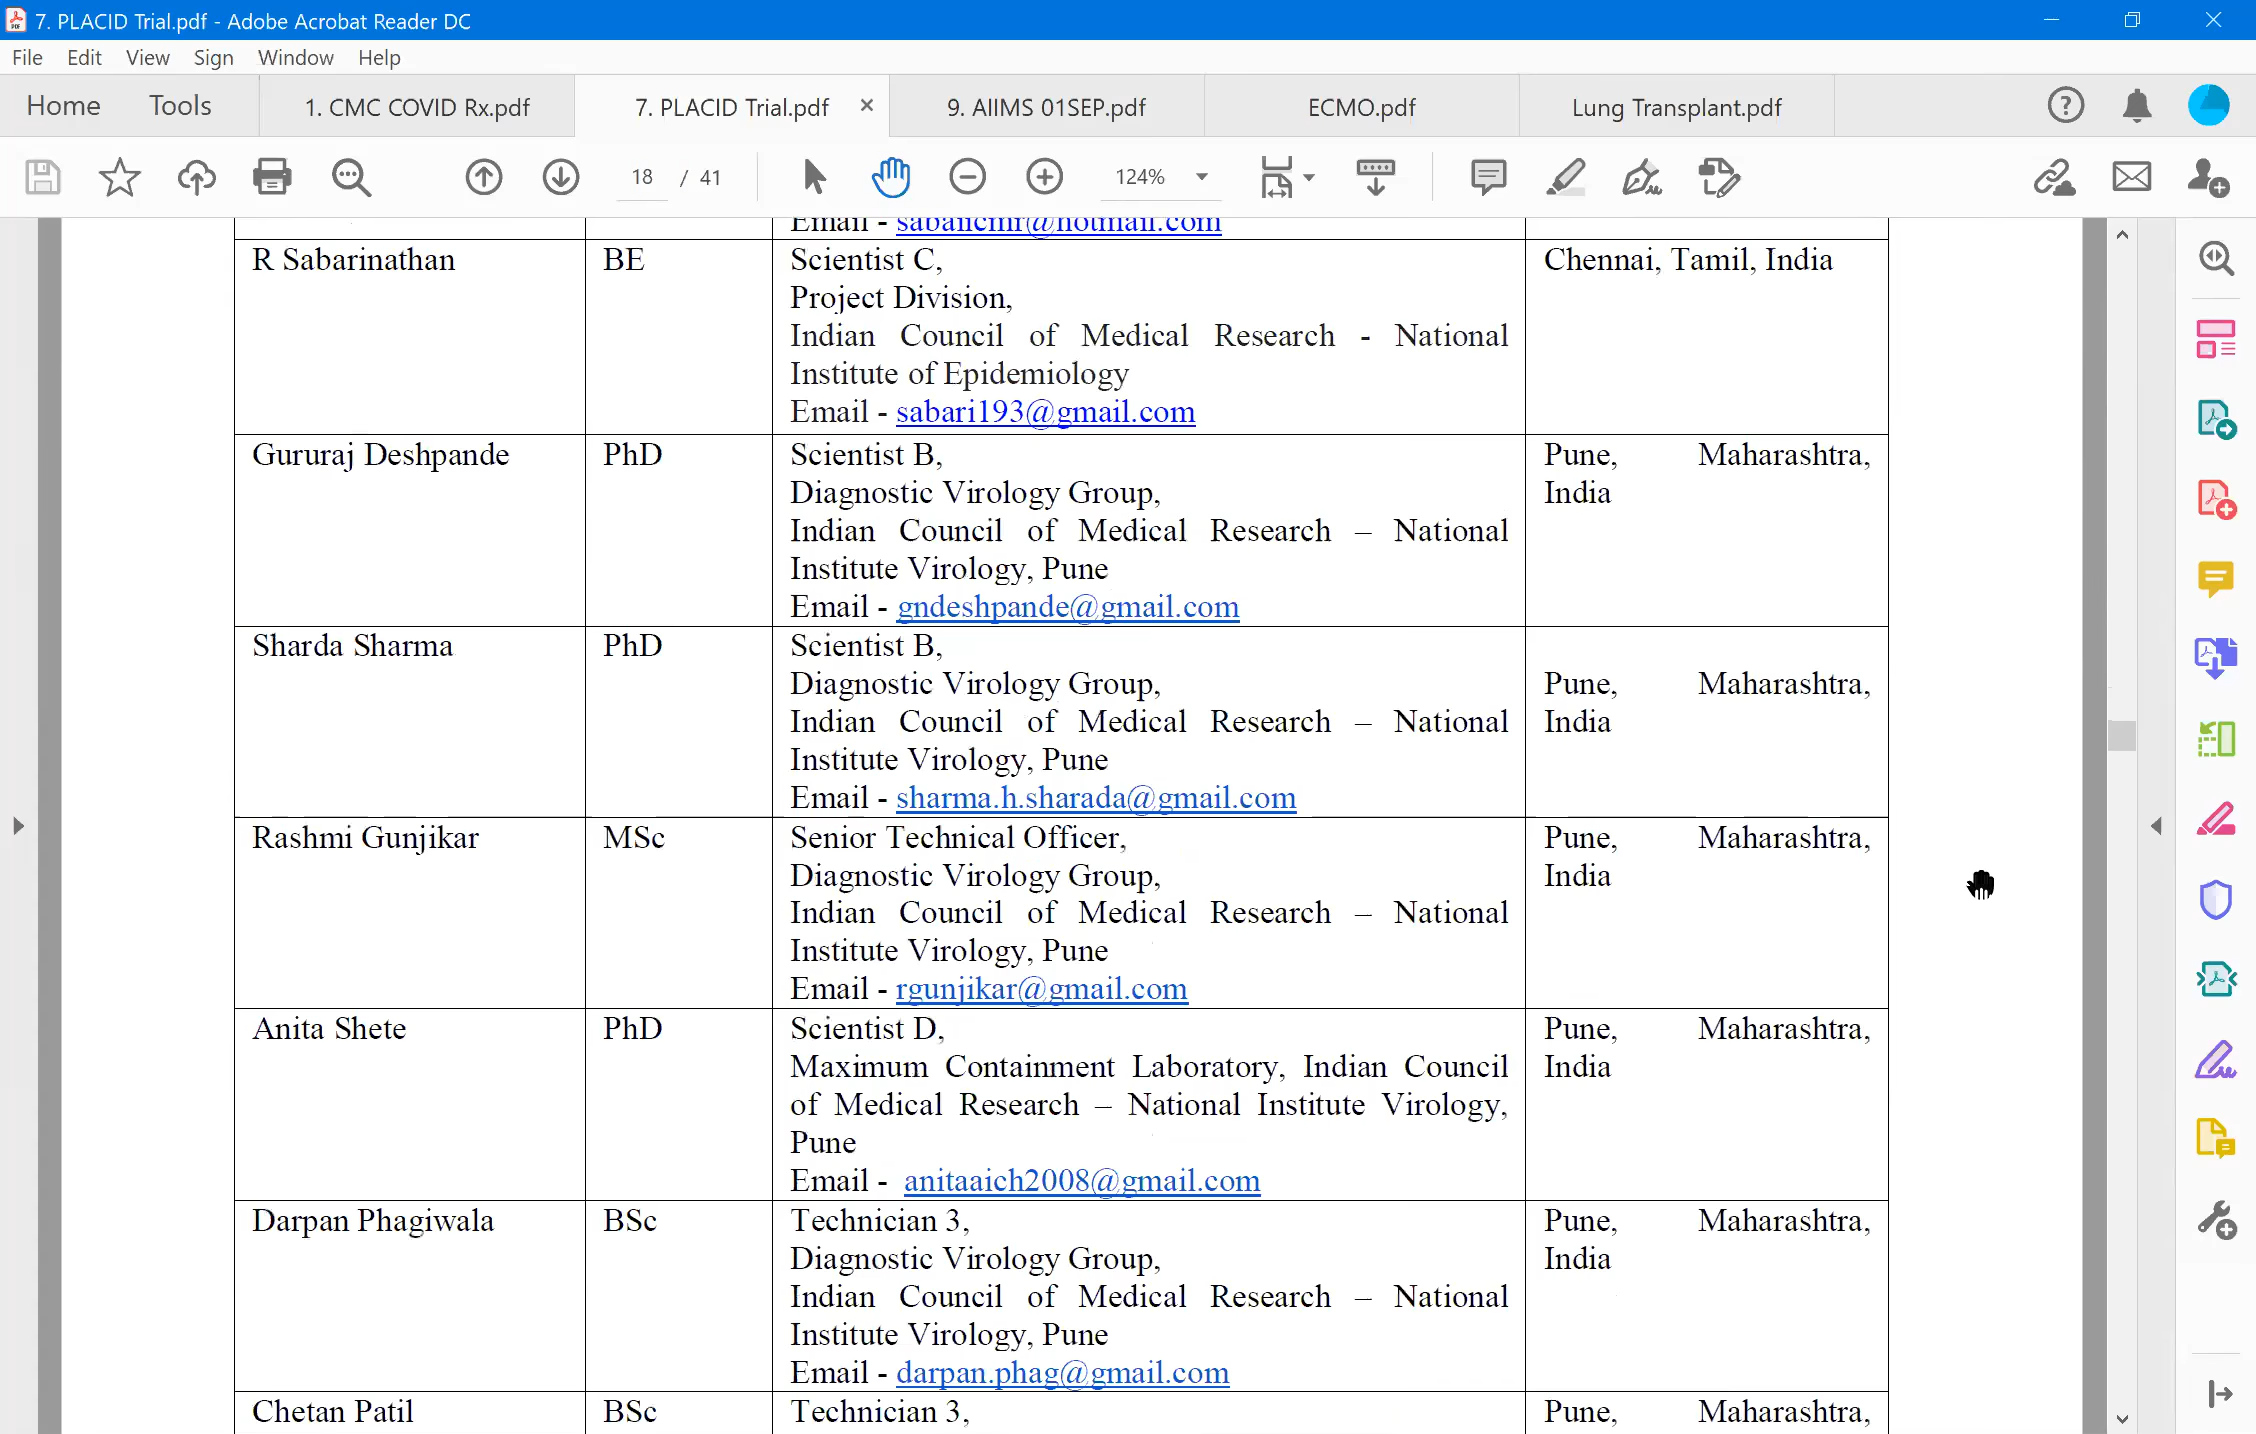 7. PLACID Trial.pdf - Adobe Acrobat Reader DC
File Edit View Sign Window Help
Home Tools 1. CMC COVID Rx.pdf 7. PLACID Trial.pdf 9. AIIMS 01SEP.pdf ECMO.pdf Lung Transplant.pdf
18 / 41 124%
Email - sabaiicmr@hotmail.com
R Sabarinathan BE Scientist C, Chennai, Tamil, India
Project Division,
Indian Council of Medical Research - National
Institute of Epidemiology
Email - sabari193@gmail.com
Gururaj Deshpande PhD Scientist B, Pune, Maharashtra,
Diagnostic Virology Group, India
Indian Council of Medical Research – National
Institute Virology, Pune
Email - gndeshpande@gmail.com
Sharda Sharma PhD Scientist B,
Diagnostic Virology Group, Pune, Maharashtra,
Indian Council of Medical Research – National India
Institute Virology, Pune
Email - sharma.h.sharada@gmail.com
Rashmi Gunjikar MSc Senior Technical Officer, Pune, Maharashtra,
Diagnostic Virology Group, India
Indian Council of Medical Research – National
Institute Virology, Pune
Email - rgunjikar@gmail.com
Anita Shete PhD Scientist D, Pune, Maharashtra,
Maximum Containment Laboratory, Indian Council India
of Medical Research – National Institute Virology,
Pune
Email - anitaaich2008@gmail.com
Darpan Phagiwala BSc Technician 3, Pune, Maharashtra,
Diagnostic Virology Group, India
Indian Council of Medical Research – National
Institute Virology, Pune
Email - darpan.phag@gmail.com
Chetan Patil BSc Technician 3, Pune, Maharashtra,